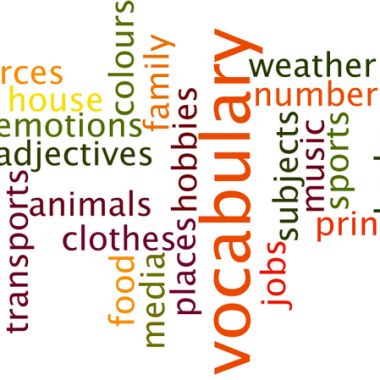 rces
house
emotions
adjectives
transports
animals
clothes
food
media
colours
family
hobbies
places
vocabulary
weather
number
subjects
music
sports
prin
jobs